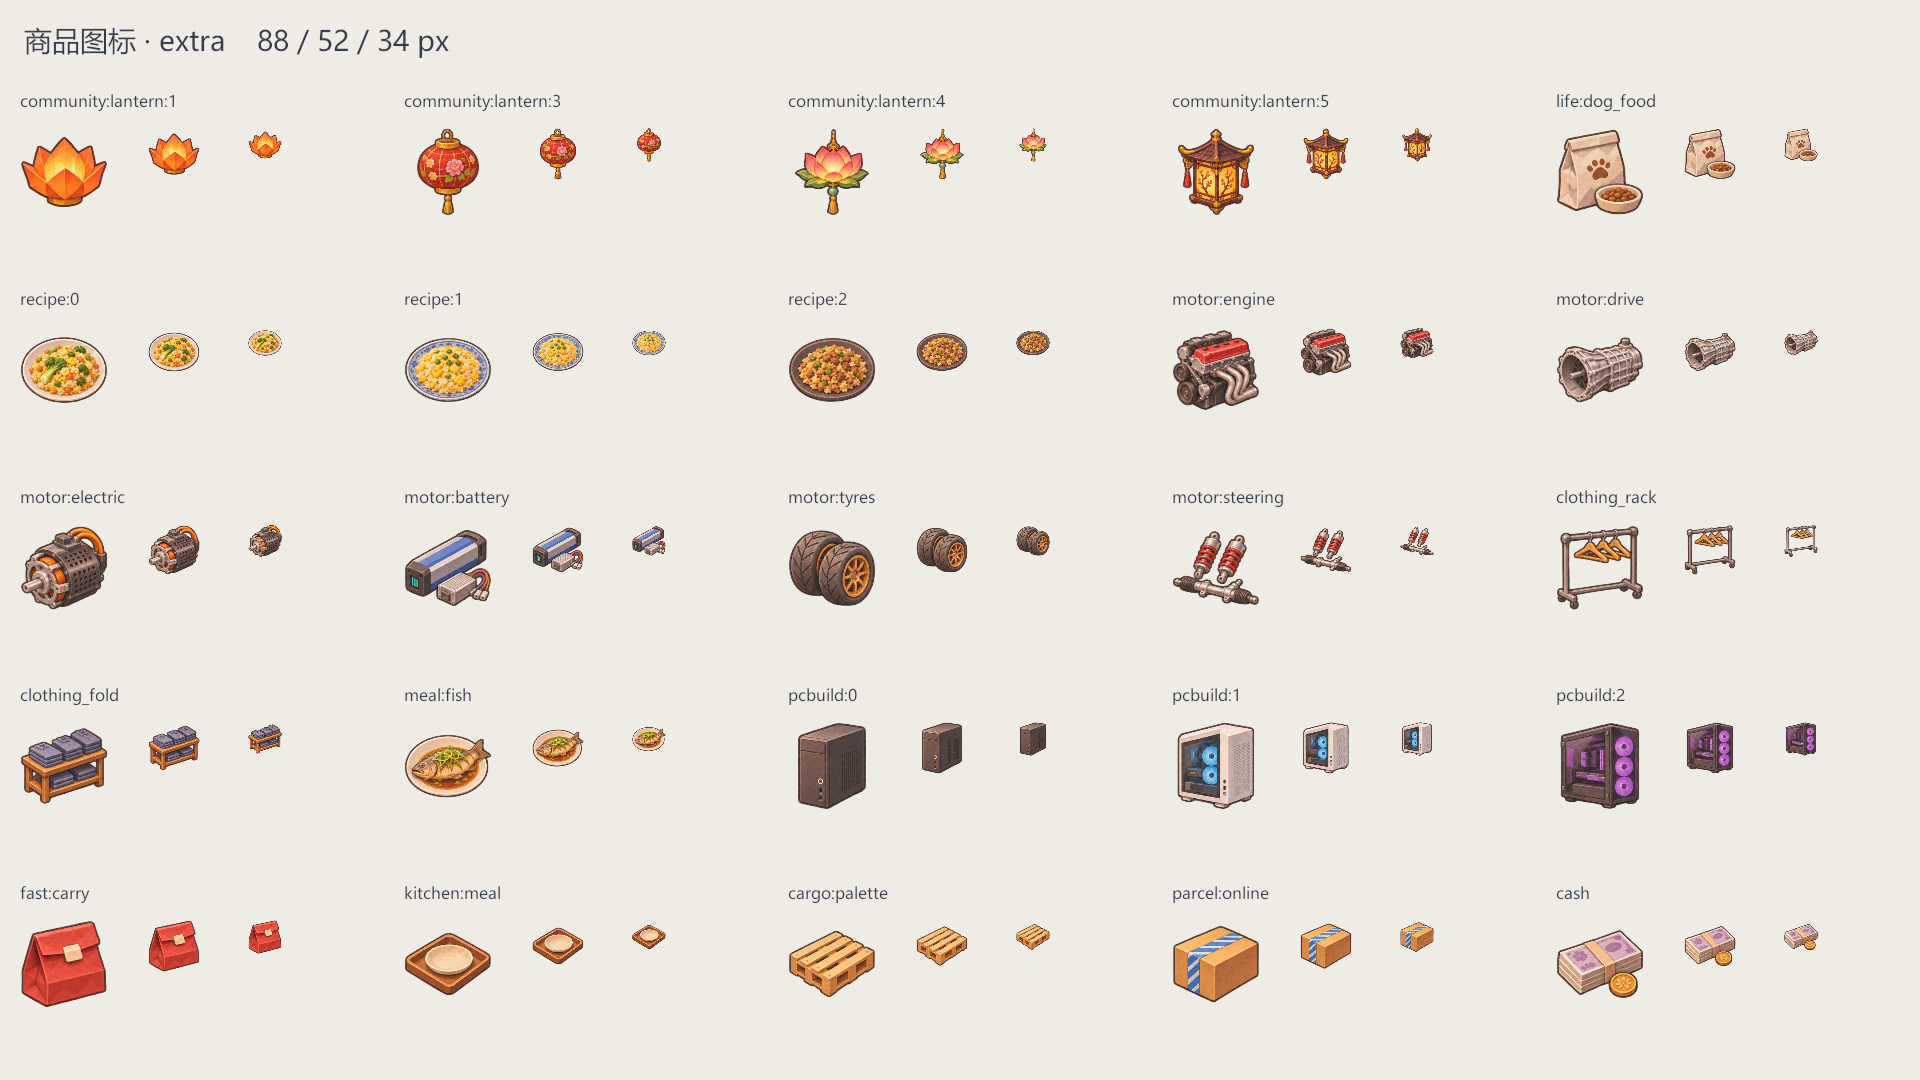 商品图标 · extra 88 / 52 / 34 px
community:lantern:1
community:lantern:3
community:lantern:4
community:lantern:5
life:dog_food
recipe:0
recipe:1
recipe:2
motor:engine
motor:drive
motor:electric
motor:battery
motor:tyres
motor:steering
clothing_rack
clothing_fold
meal:fish
pcbuild:0
pcbuild:1
pcbuild:2
fast:carry
kitchen:meal
cargo:palette
parcel:online
cash